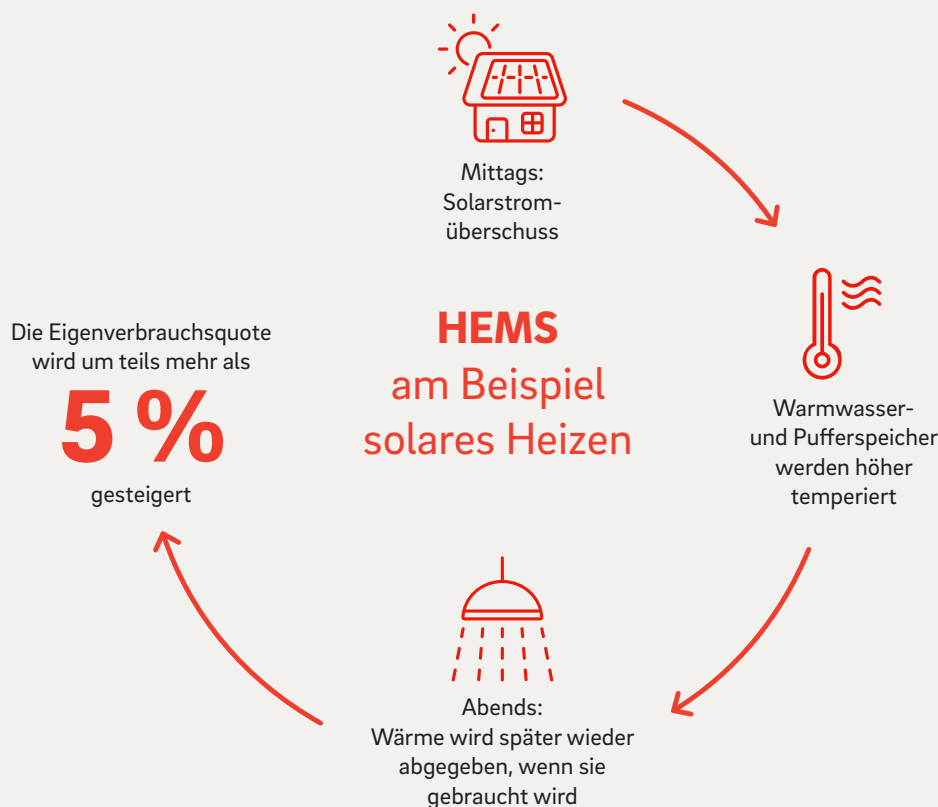 Mittags:
Solarstrom-
überschuss
HEMS
am Beispiel
solares Heizen
Warmwasser-
und Pufferspeicher
werden höher
temperiert
Abends:
Wärme wird später wieder
abgegeben, wenn sie
gebraucht wird
Die Eigenverbrauchsquote
wird um teils mehr als
5 %
gesteigert